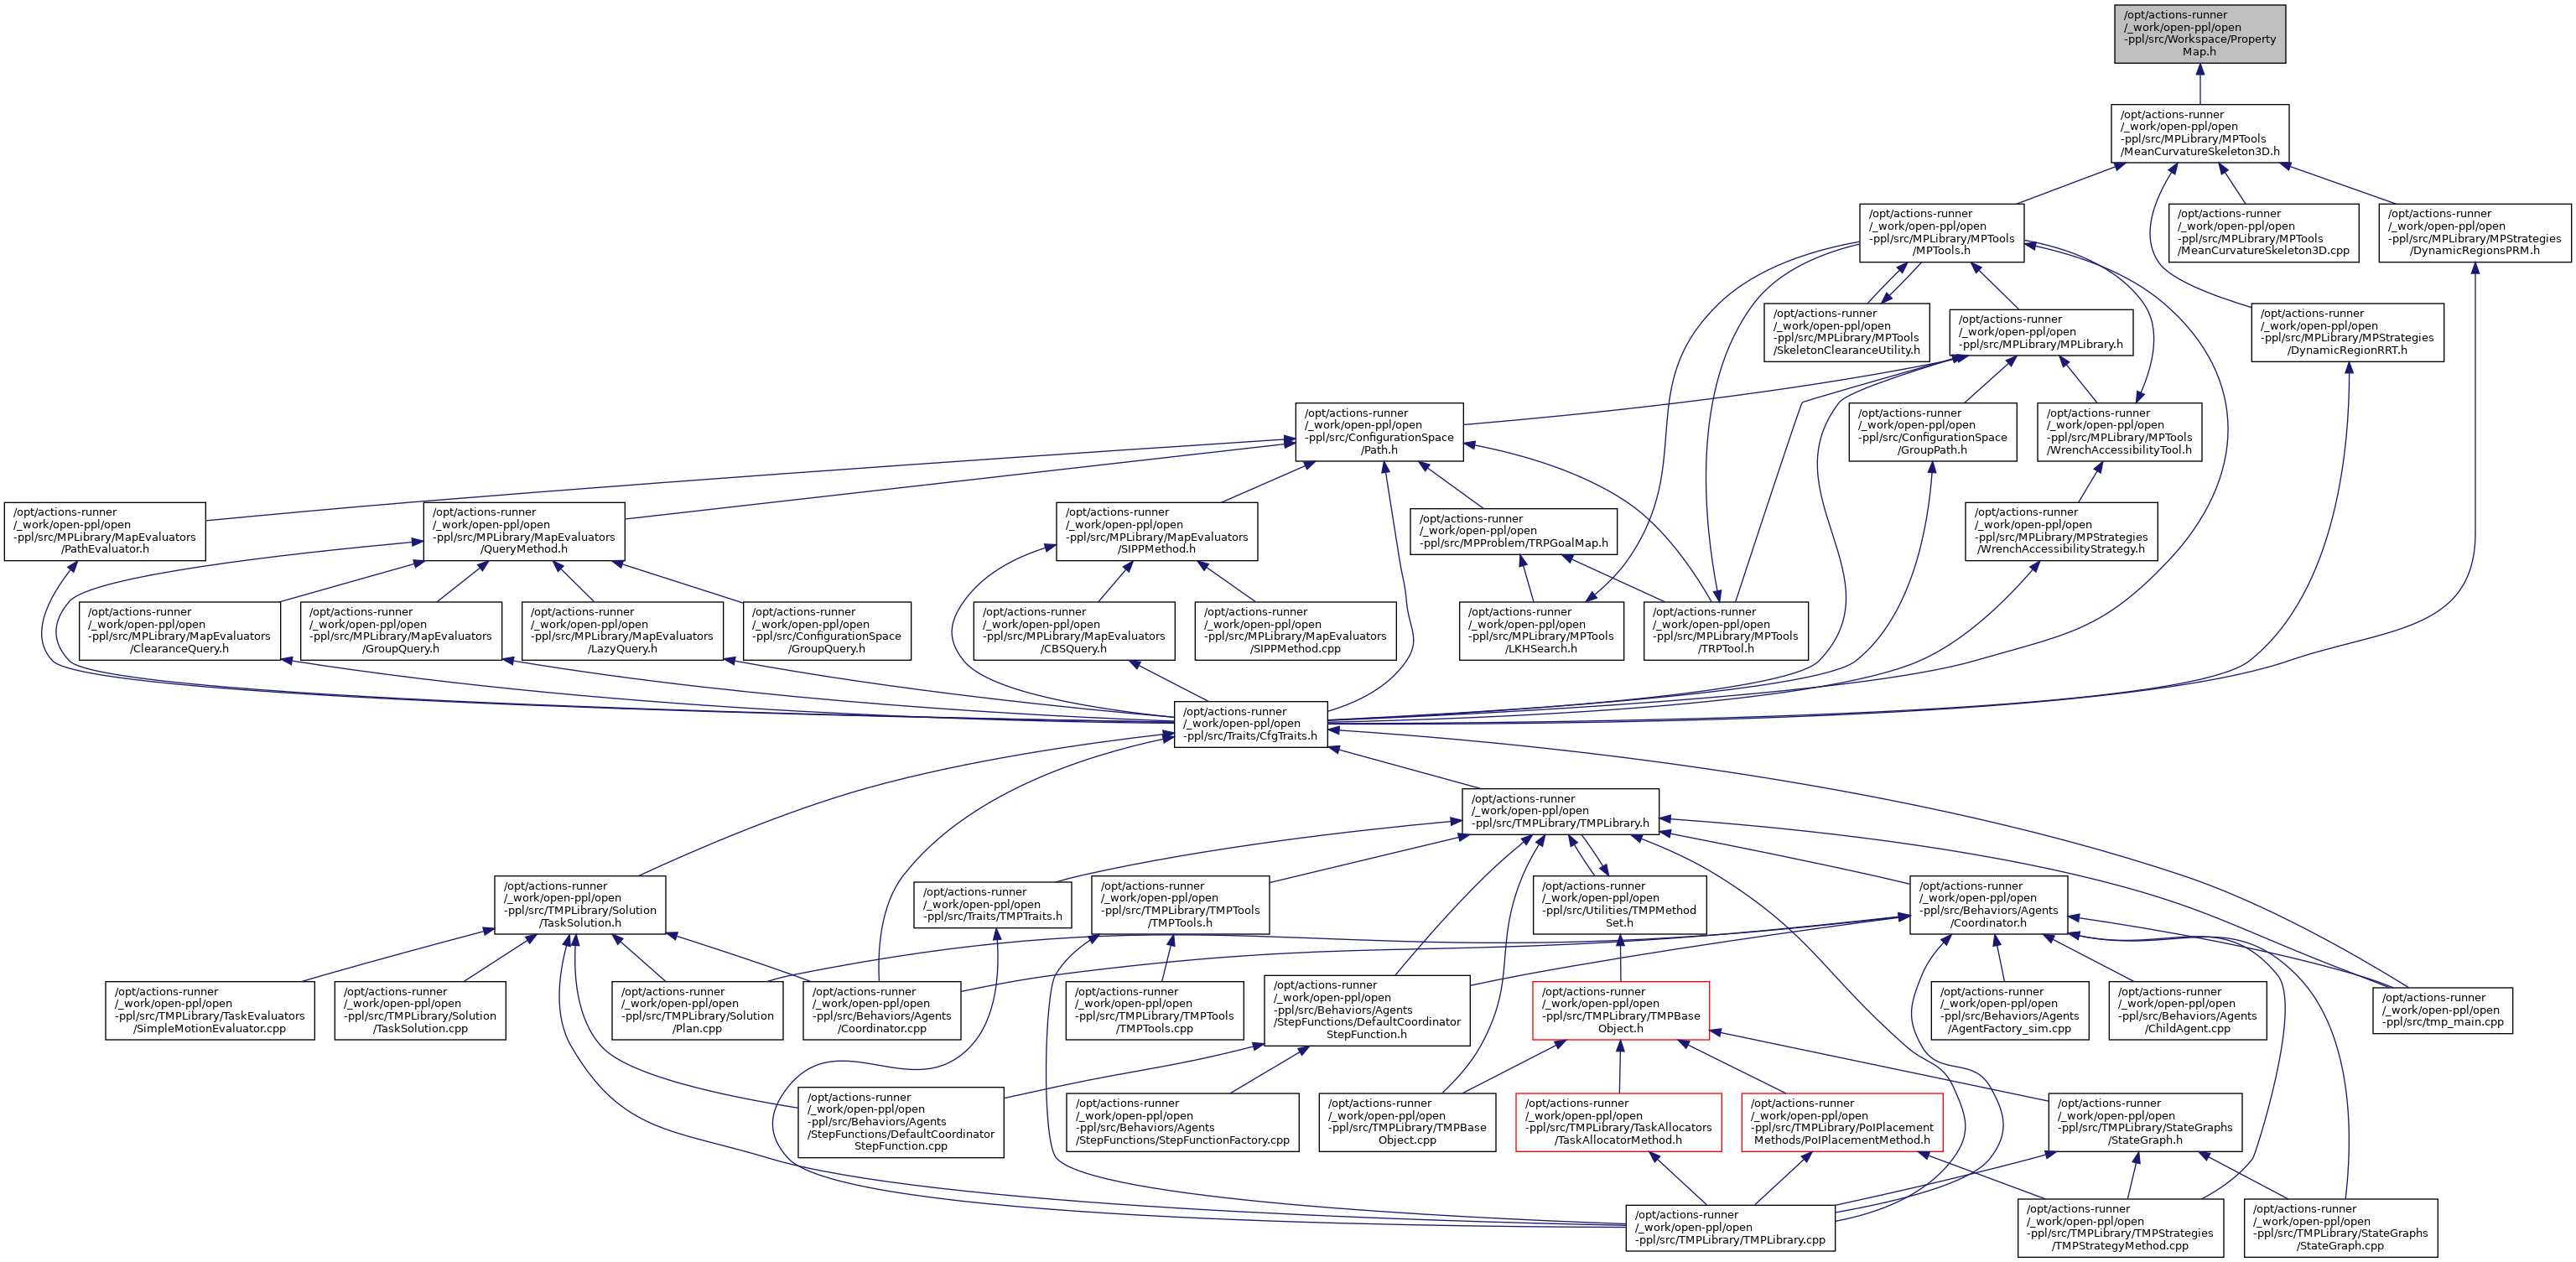 /opt/actions-runner
/_work/open-ppl/open
-ppl/src/Workspace/Property
Map.h
/opt/actions-runner
/_work/open-ppl/open
-ppl/src/MPLibrary/MPTools
/MeanCurvatureSkeleton3D.h
/opt/actions-runner
/_work/open-ppl/open
-ppl/src/MPLibrary/MPTools
/MPTools.h
/opt/actions-runner
/_work/open-ppl/open
-ppl/src/MPLibrary/MPTools
/MeanCurvatureSkeleton3D.cpp
/opt/actions-runner
/_work/open-ppl/open
-ppl/src/MPLibrary/MPStrategies
/DynamicRegionsPRM.h
/opt/actions-runner
/_work/open-ppl/open
-ppl/src/MPLibrary/MPTools
/SkeletonClearanceUtility.h
/opt/actions-runner
/_work/open-ppl/open
-ppl/src/MPLibrary/MPLibrary.h
/opt/actions-runner
/_work/open-ppl/open
-ppl/src/MPLibrary/MPStrategies
/DynamicRegionRRT.h
/opt/actions-runner
/_work/open-ppl/open
-ppl/src/ConfigurationSpace
/Path.h
/opt/actions-runner
/_work/open-ppl/open
-ppl/src/ConfigurationSpace
/GroupPath.h
/opt/actions-runner
/_work/open-ppl/open
-ppl/src/MPLibrary/MPTools
/WrenchAccessibilityTool.h
/opt/actions-runner
/_work/open-ppl/open
-ppl/src/MPLibrary/MapEvaluators
/PathEvaluator.h
/opt/actions-runner
/_work/open-ppl/open
-ppl/src/MPLibrary/MapEvaluators
/QueryMethod.h
/opt/actions-runner
/_work/open-ppl/open
-ppl/src/MPLibrary/MapEvaluators
/SIPPMethod.h
/opt/actions-runner
/_work/open-ppl/open
-ppl/src/MPProblem/TRPGoalMap.h
/opt/actions-runner
/_work/open-ppl/open
-ppl/src/MPLibrary/MPStrategies
/WrenchAccessibilityStrategy.h
/opt/actions-runner
/_work/open-ppl/open
-ppl/src/MPLibrary/MapEvaluators
/ClearanceQuery.h
/opt/actions-runner
/_work/open-ppl/open
-ppl/src/MPLibrary/MapEvaluators
/GroupQuery.h
/opt/actions-runner
/_work/open-ppl/open
-ppl/src/MPLibrary/MapEvaluators
/LazyQuery.h
/opt/actions-runner
/_work/open-ppl/open
-ppl/src/ConfigurationSpace
/GroupQuery.h
/opt/actions-runner
/_work/open-ppl/open
-ppl/src/MPLibrary/MapEvaluators
/CBSQuery.h
/opt/actions-runner
/_work/open-ppl/open
-ppl/src/MPLibrary/MapEvaluators
/SIPPMethod.cpp
/opt/actions-runner
/_work/open-ppl/open
-ppl/src/MPLibrary/MPTools
/LKHSearch.h
/opt/actions-runner
/_work/open-ppl/open
-ppl/src/MPLibrary/MPTools
/TRPTool.h
/opt/actions-runner
/_work/open-ppl/open
-ppl/src/Traits/CfgTraits.h
/opt/actions-runner
/_work/open-ppl/open
-ppl/src/TMPLibrary/TMPLibrary.h
/opt/actions-runner
/_work/open-ppl/open
-ppl/src/TMPLibrary/Solution
/TaskSolution.h
/opt/actions-runner
/_work/open-ppl/open
-ppl/src/Traits/TMPTraits.h
/opt/actions-runner
/_work/open-ppl/open
-ppl/src/TMPLibrary/TMPTools
/TMPTools.h
/opt/actions-runner
/_work/open-ppl/open
-ppl/src/Utilities/TMPMethod
Set.h
/opt/actions-runner
/_work/open-ppl/open
-ppl/src/Behaviors/Agents
/Coordinator.h
/opt/actions-runner
/_work/open-ppl/open
-ppl/src/TMPLibrary/TaskEvaluators
/SimpleMotionEvaluator.cpp
/opt/actions-runner
/_work/open-ppl/open
-ppl/src/TMPLibrary/Solution
/TaskSolution.cpp
/opt/actions-runner
/_work/open-ppl/open
-ppl/src/TMPLibrary/Solution
/Plan.cpp
/opt/actions-runner
/_work/open-ppl/open
-ppl/src/Behaviors/Agents
/Coordinator.cpp
/opt/actions-runner
/_work/open-ppl/open
-ppl/src/TMPLibrary/TMPTools
/TMPTools.cpp
/opt/actions-runner
/_work/open-ppl/open
-ppl/src/Behaviors/Agents
/StepFunctions/DefaultCoordinator
StepFunction.h
/opt/actions-runner
/_work/open-ppl/open
-ppl/src/TMPLibrary/TMPBase
Object.h
/opt/actions-runner
/_work/open-ppl/open
-ppl/src/Behaviors/Agents
/AgentFactory_sim.cpp
/opt/actions-runner
/_work/open-ppl/open
-ppl/src/Behaviors/Agents
/ChildAgent.cpp
/opt/actions-runner
/_work/open-ppl/open
-ppl/src/tmp_main.cpp
/opt/actions-runner
/_work/open-ppl/open
-ppl/src/Behaviors/Agents
/StepFunctions/DefaultCoordinator
StepFunction.cpp
/opt/actions-runner
/_work/open-ppl/open
-ppl/src/Behaviors/Agents
/StepFunctions/StepFunctionFactory.cpp
/opt/actions-runner
/_work/open-ppl/open
-ppl/src/TMPLibrary/TMPBase
Object.cpp
/opt/actions-runner
/_work/open-ppl/open
-ppl/src/TMPLibrary/TaskAllocators
/TaskAllocatorMethod.h
/opt/actions-runner
/_work/open-ppl/open
-ppl/src/TMPLibrary/PoIPlacement
Methods/PoIPlacementMethod.h
/opt/actions-runner
/_work/open-ppl/open
-ppl/src/TMPLibrary/StateGraphs
/StateGraph.h
/opt/actions-runner
/_work/open-ppl/open
-ppl/src/TMPLibrary/TMPLibrary.cpp
/opt/actions-runner
/_work/open-ppl/open
-ppl/src/TMPLibrary/TMPStrategies
/TMPStrategyMethod.cpp
/opt/actions-runner
/_work/open-ppl/open
-ppl/src/TMPLibrary/StateGraphs
/StateGraph.cpp